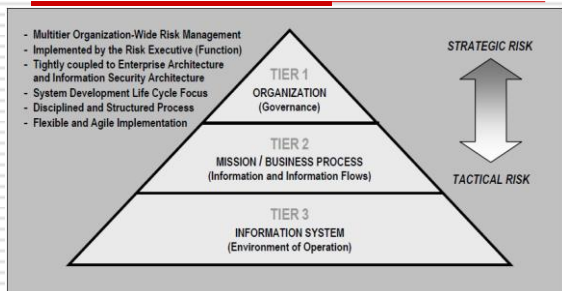 - Multitier Organization-Wide Risk Management
- Implemented by the Risk Executive (Function)
- Tightly coupled to Enterprise Architecture
and Information Security Architecture
- System Development Life Cycle Focus
- Disciplined and Structured Process
- Flexible and Agile Implementation
STRATEGIC RISK
TIER 1
ORGANIZATION
(Governance)
TIER 2
MISSION / BUSINESS PROCESS
(Information and Information Flows)
TACTICAL RISK
TIER 3
INFORMATION SYSTEM
(Environment of Operation)